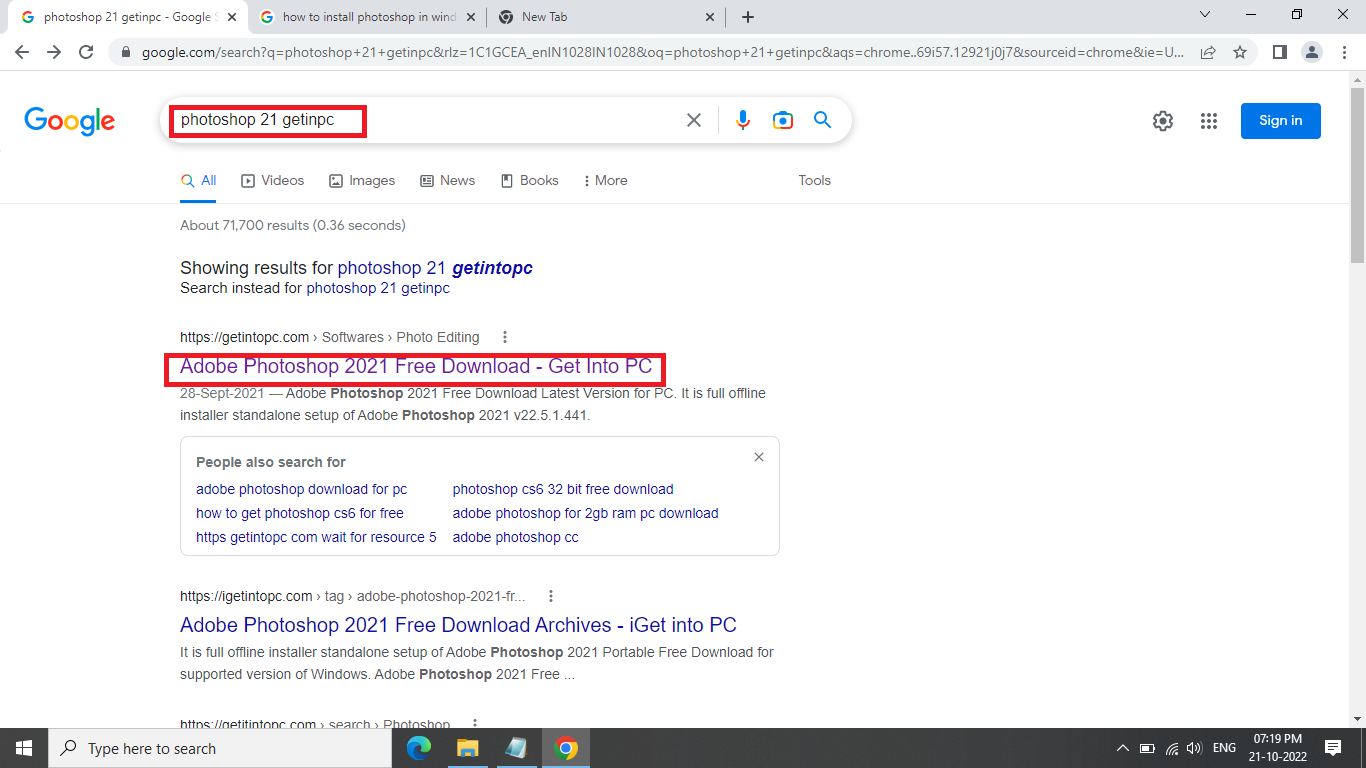 photoshop 21 getinpc - Google S
how to install photoshop in wind
New Tab
google.com/search?q=photoshop+21+getinpc&rlz=1C1GCEA_enIN1028IN1028&oq=photoshop+21+getinpc&aqs=chrome..69i57.12921j0j7&sourceid=chrome&ie=U...
Google
photoshop 21 getinpc
Sign in
All Videos Images News Books More Tools
About 71,700 results (0.36 seconds)
Showing results for photoshop 21 getintopc
Search instead for photoshop 21 getinpc
https://getintopc.com › Softwares › Photo Editing
Adobe Photoshop 2021 Free Download - Get Into PC
28-Sept-2021 — Adobe Photoshop 2021 Free Download Latest Version for PC. It is full offline
installer standalone setup of Adobe Photoshop 2021 v22.5.1.441.
People also search for
adobe photoshop download for pc photoshop cs6 32 bit free download
how to get photoshop cs6 for free adobe photoshop for 2gb ram pc download
https getintopc com wait for resource 5 adobe photoshop cc
https://igetintopc.com › tag › adobe-photoshop-2021-fr...
Adobe Photoshop 2021 Free Download Archives - iGet into PC
It is full offline installer standalone setup of Adobe Photoshop 2021 Portable Free Download for
supported version of Windows. Adobe Photoshop 2021 Free ...
https://getitintopc.com › search › Photoshop
Type here to search
ENG
07:19 PM
21-10-2022